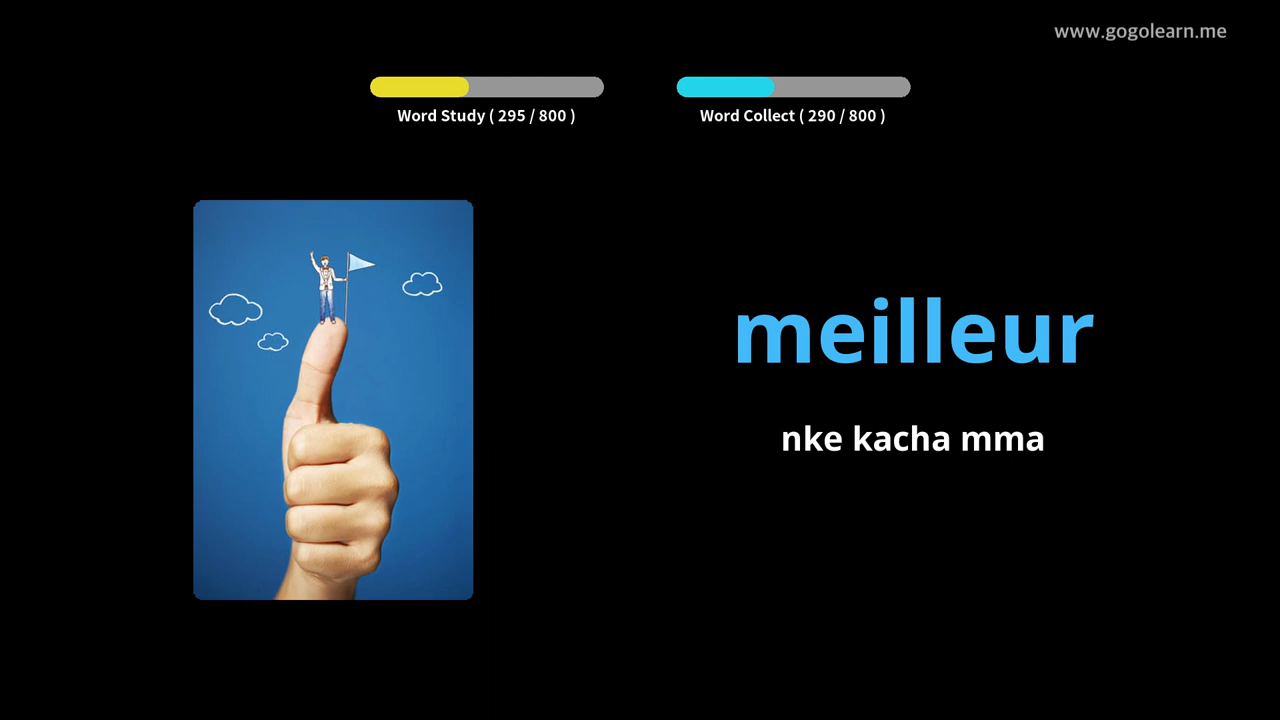 www.gogolearn.me
Word Study ( 295 / 800 )
Word Collect ( 290 / 800 )
meilleur
nke kacha mma